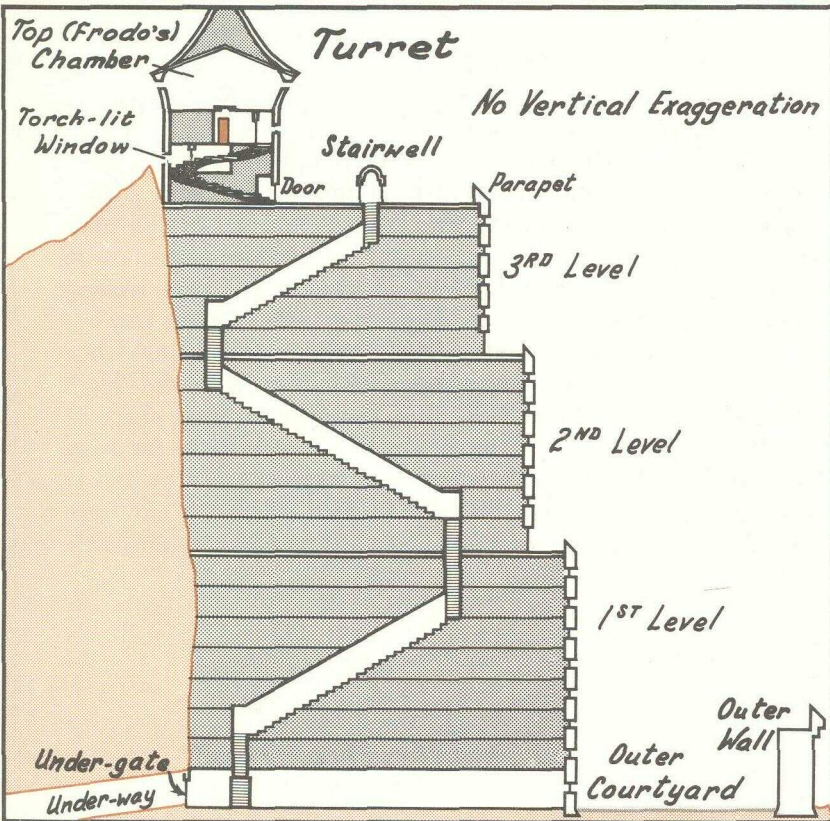 Top (Frodo's)
Chamber
Turret
No Vertical Exaggeration
Torch-lit
Window
Stairwell
Door
Parapet
3RD Level
2ND Level
1ST Level
Outer
Wall
Under-gate
Outer
Courtyard
Under-way